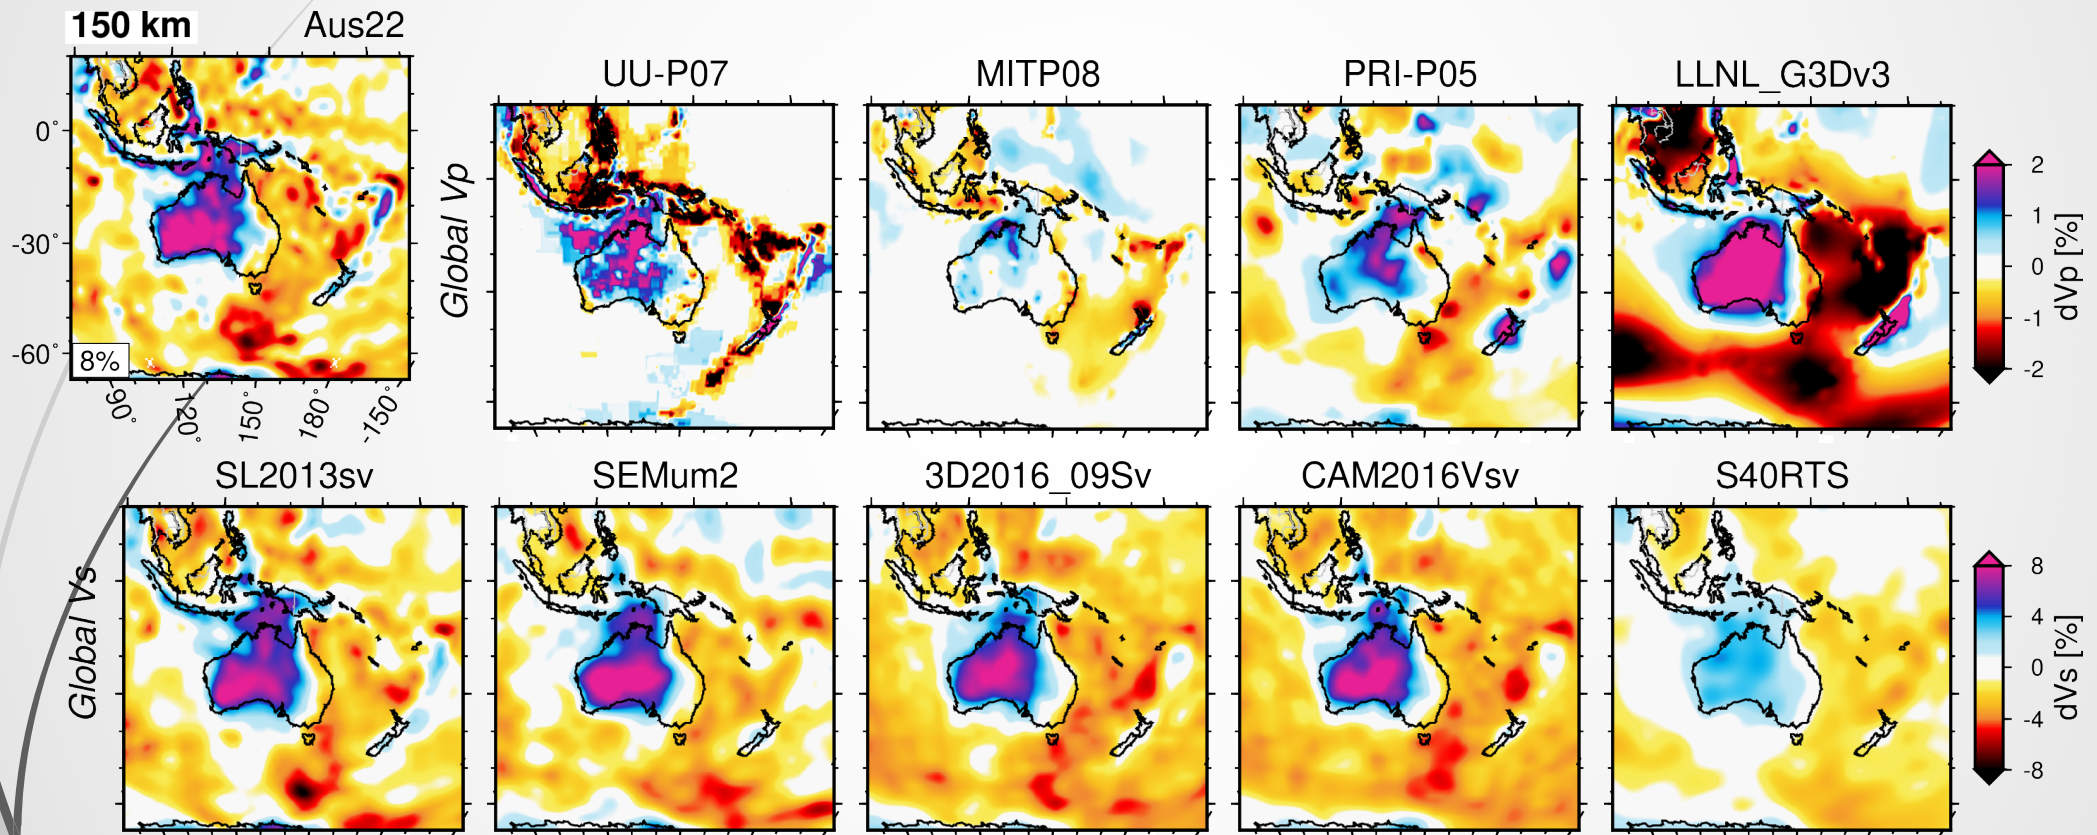 150 km
Aus22
UU-P07
MITP08
PRI-P05
LLNL_G3Dv3
0°
-30°
-60°
8%
90°
120°
150°
180°
-150°
Global Vp
2
1
0
-1
-2
dVp [%]
SL2013sv
SEMum2
3D2016_09Sv
CAM2016Vsv
S40RTS
Global Vs
8
4
0
-4
-8
dVs [%]